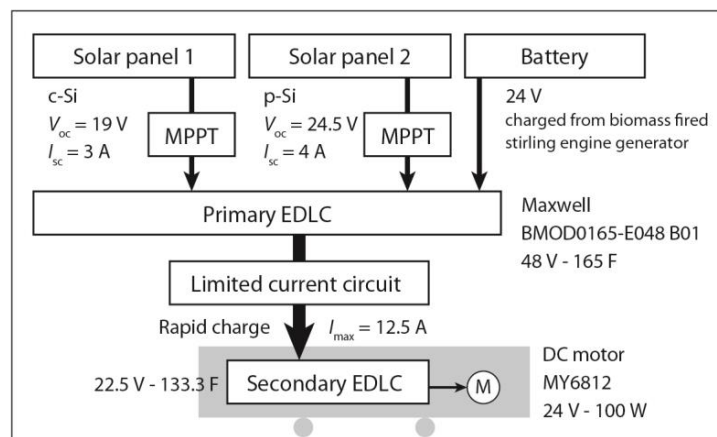 Solar panel 1
Solar panel 2
Battery
c-Si
V_oc = 19 V
I_sc = 3 A
MPPT
p-Si
V_oc = 24.5 V
I_sc = 4 A
MPPT
24 V
charged from biomass fired
stirling engine generator
Primary EDLC
Maxwell
BMOD0165-E048 B01
48 V - 165 F
Limited current circuit
Rapid charge
I_max = 12.5 A
22.5 V - 133.3 F
Secondary EDLC
M
DC motor
MY6812
24 V - 100 W